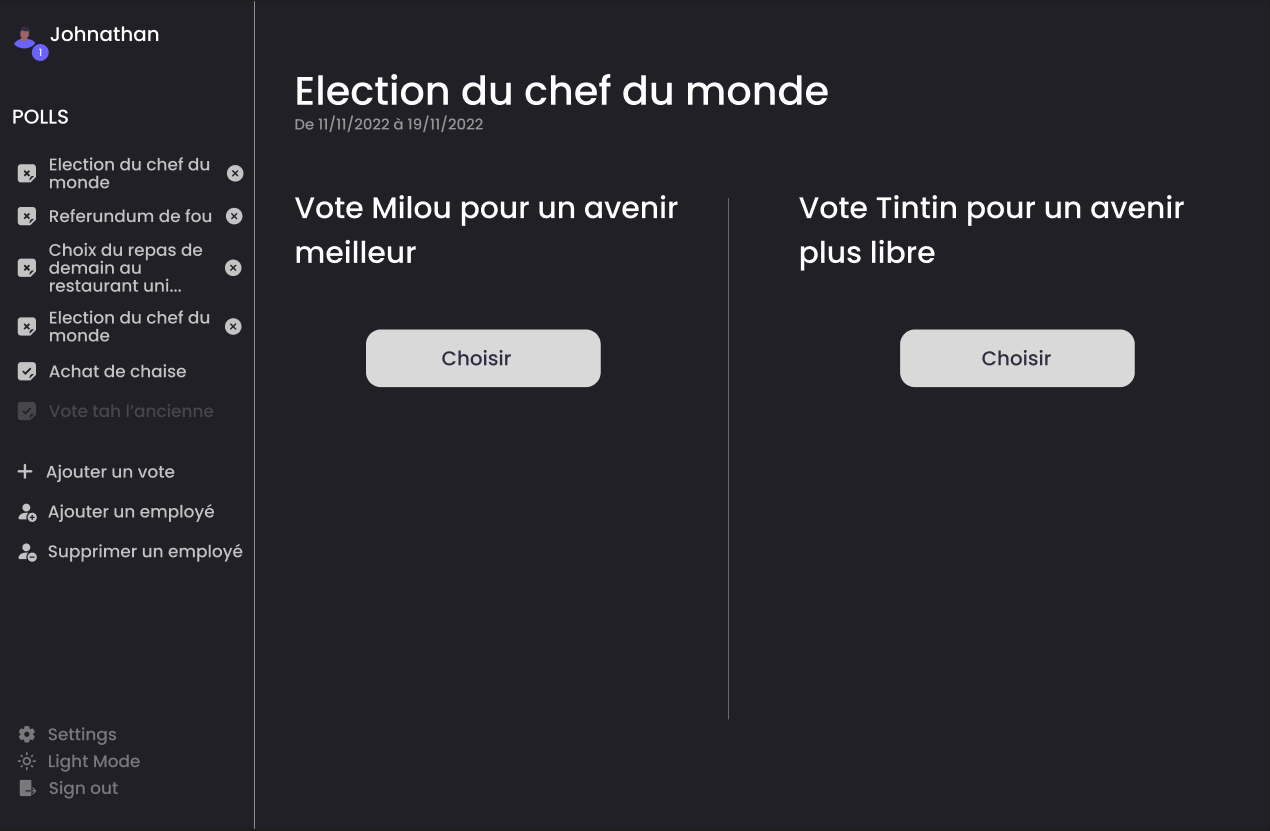 Johnathan
1
POLLS
Election du chef du
monde
Referundum de fou
Choix du repas de
demain au
restaurant uni...
Election du chef du
monde
Achat de chaise
Vote tah l'ancienne
Ajouter un vote
Ajouter un employé
Supprimer un employé
Settings
Light Mode
Sign out
Election du chef du monde
De 11/11/2022 à 19/11/2022
Vote Milou pour un avenir
meilleur
Choisir
Vote Tintin pour un avenir
plus libre
Choisir